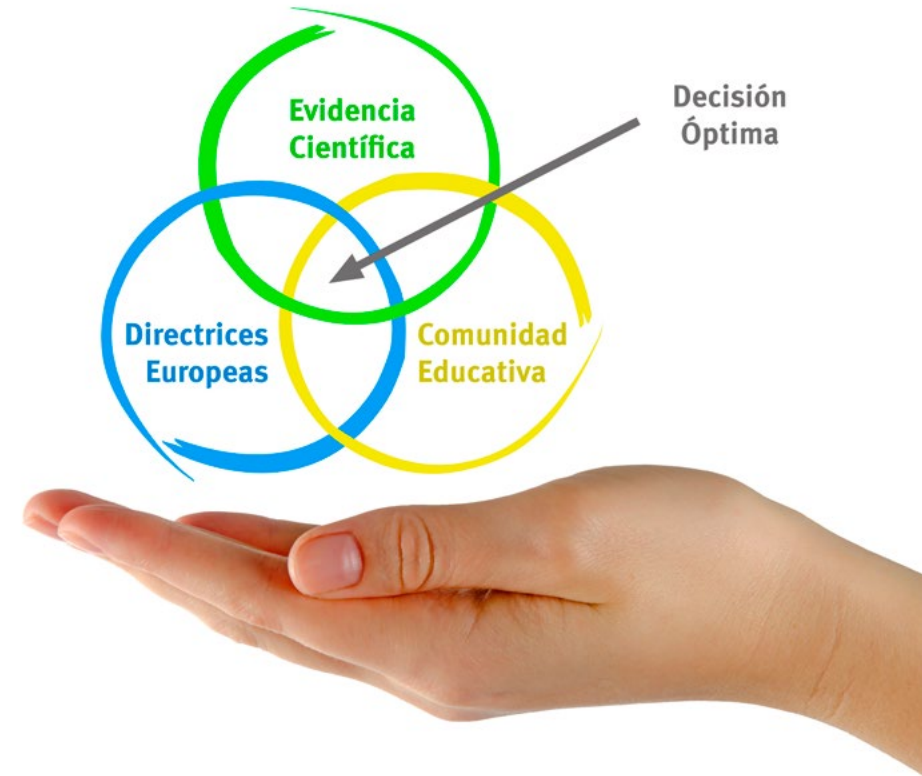 Evidencia
Científica
Decisión
Óptima
Directrices
Europeas
Comunidad
Educativa